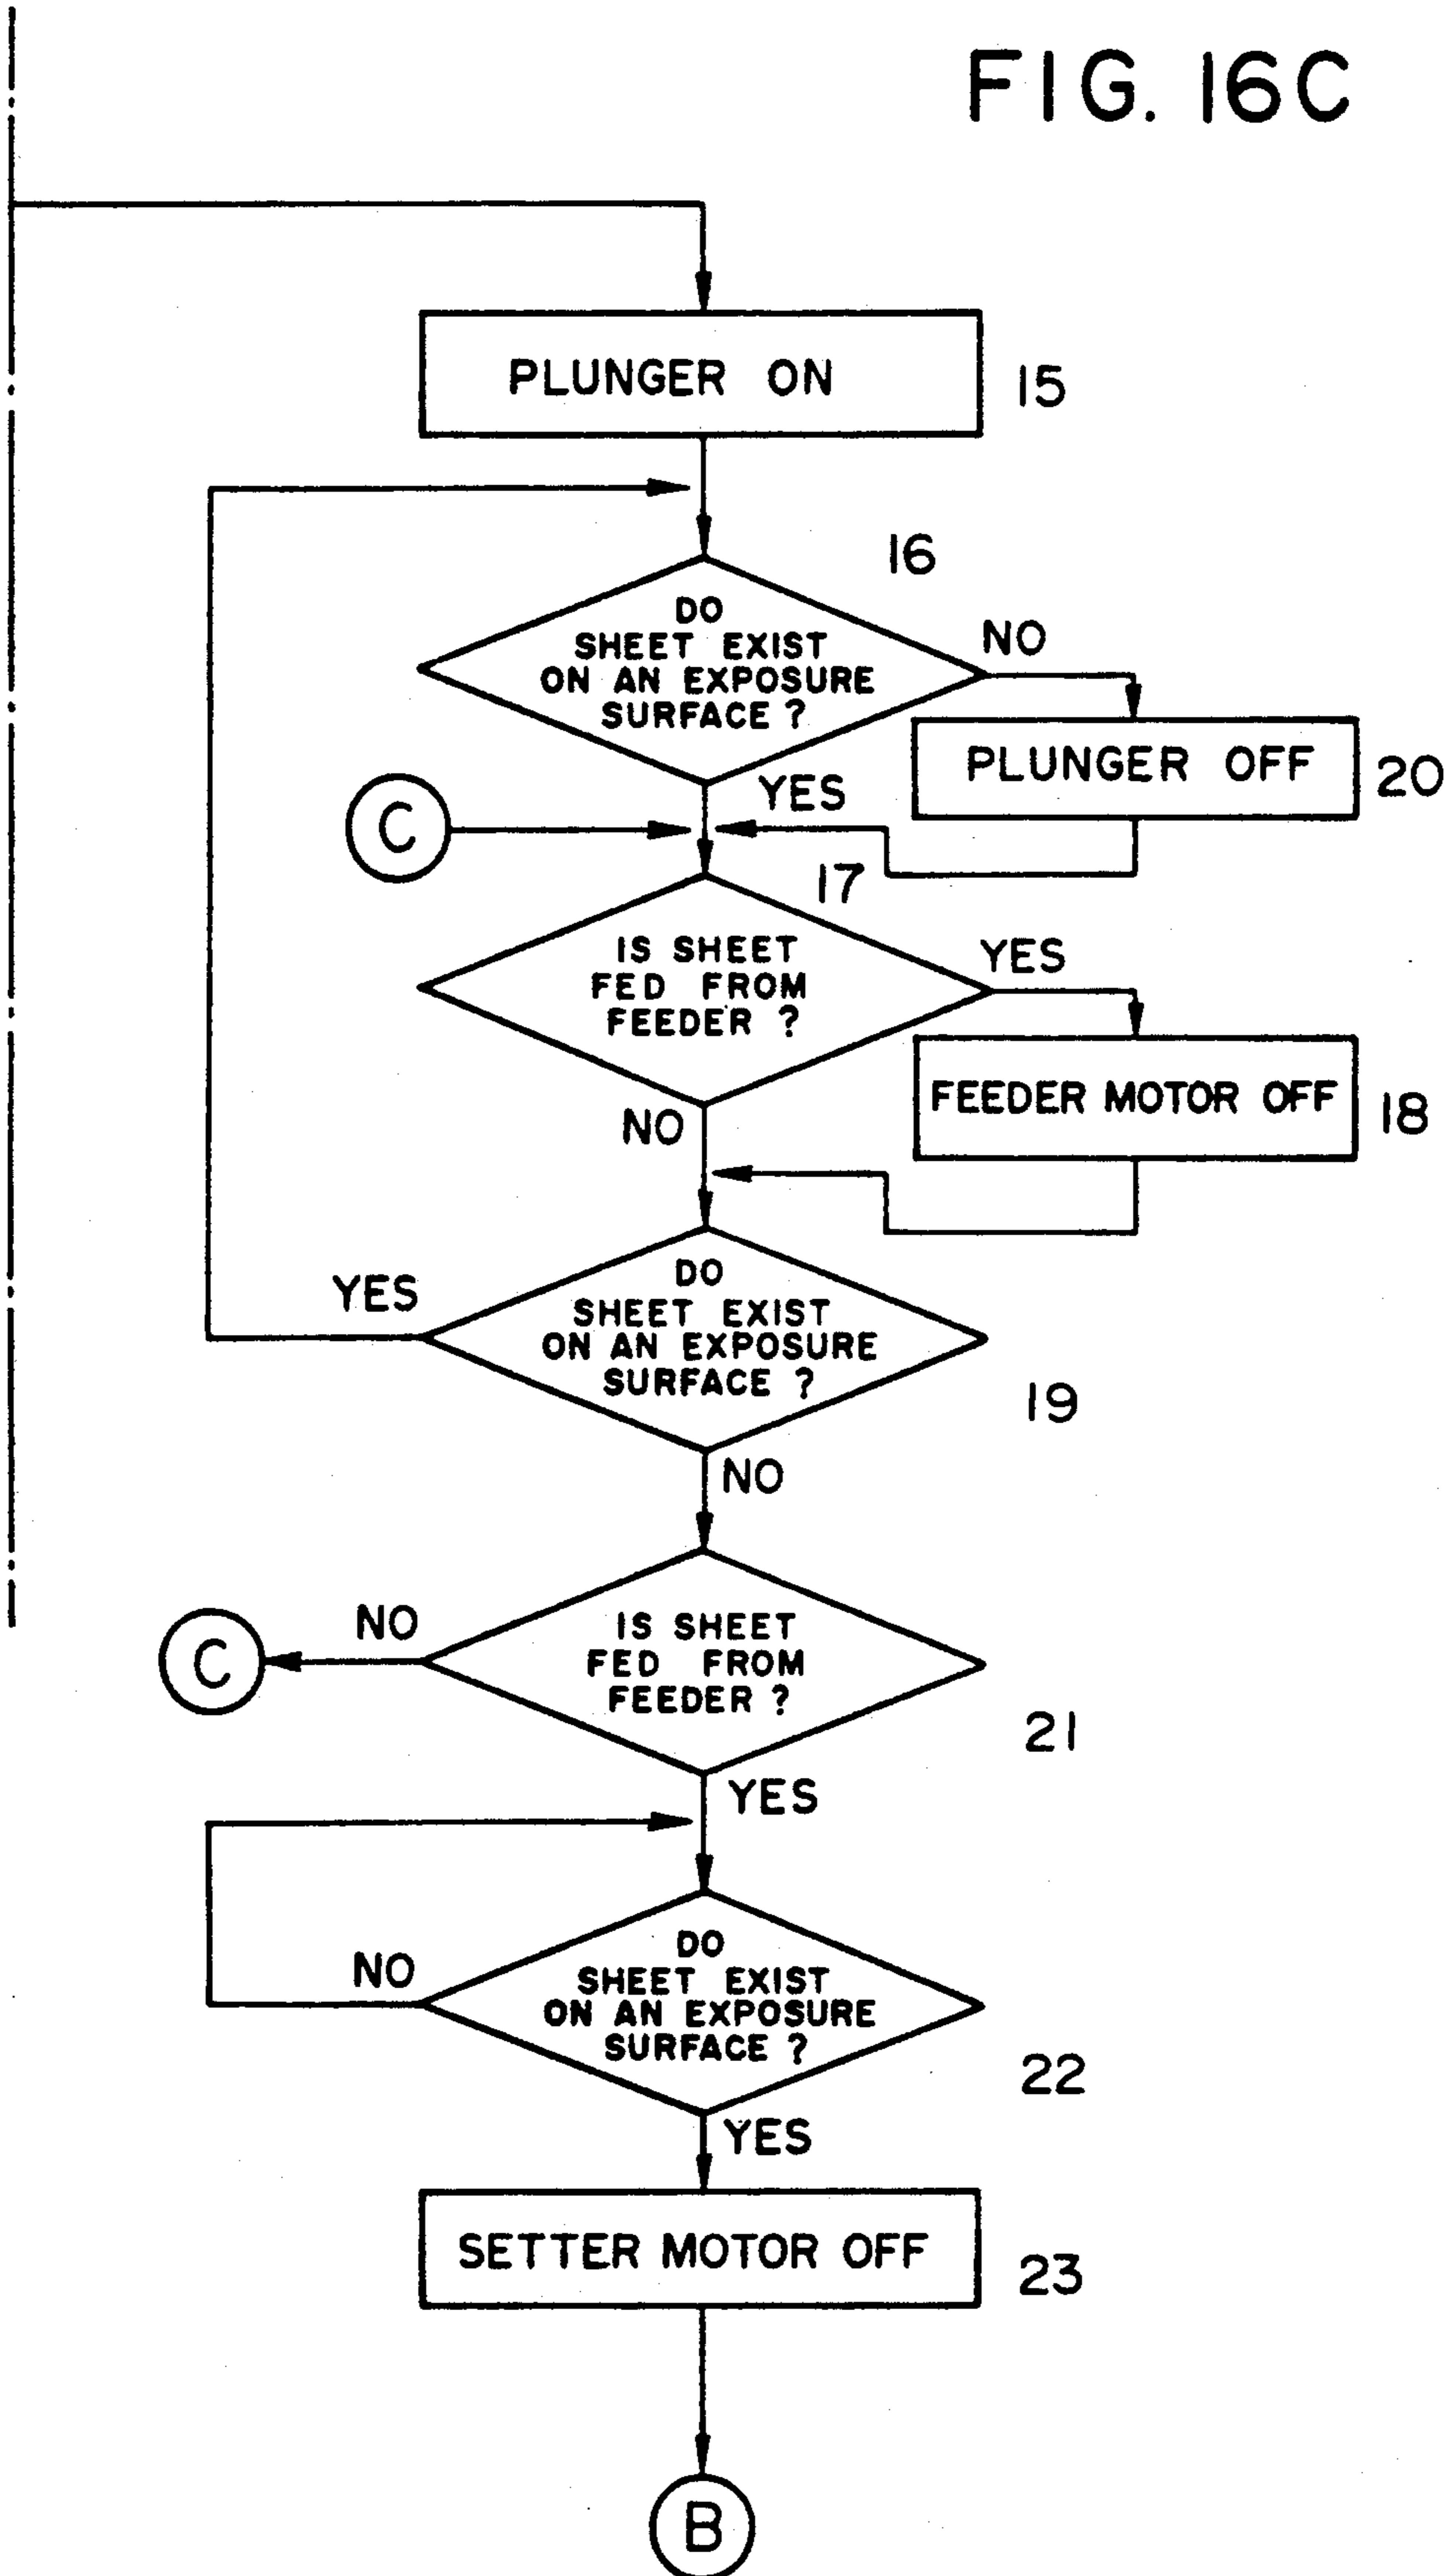 FIG. 16C
PLUNGER ON
15
16
DO
SHEET EXIST
ON AN EXPOSURE
SURFACE ?
NO
PLUNGER OFF
20
YES
C
17
IS SHEET
FED FROM
FEEDER ?
YES
FEEDER MOTOR OFF
18
NO
DO
SHEET EXIST
ON AN EXPOSURE
SURFACE ?
YES
19
NO
IS SHEET
FED FROM
FEEDER ?
NO
C
21
YES
DO
SHEET EXIST
ON AN EXPOSURE
SURFACE ?
NO
22
YES
SETTER MOTOR OFF
23
B